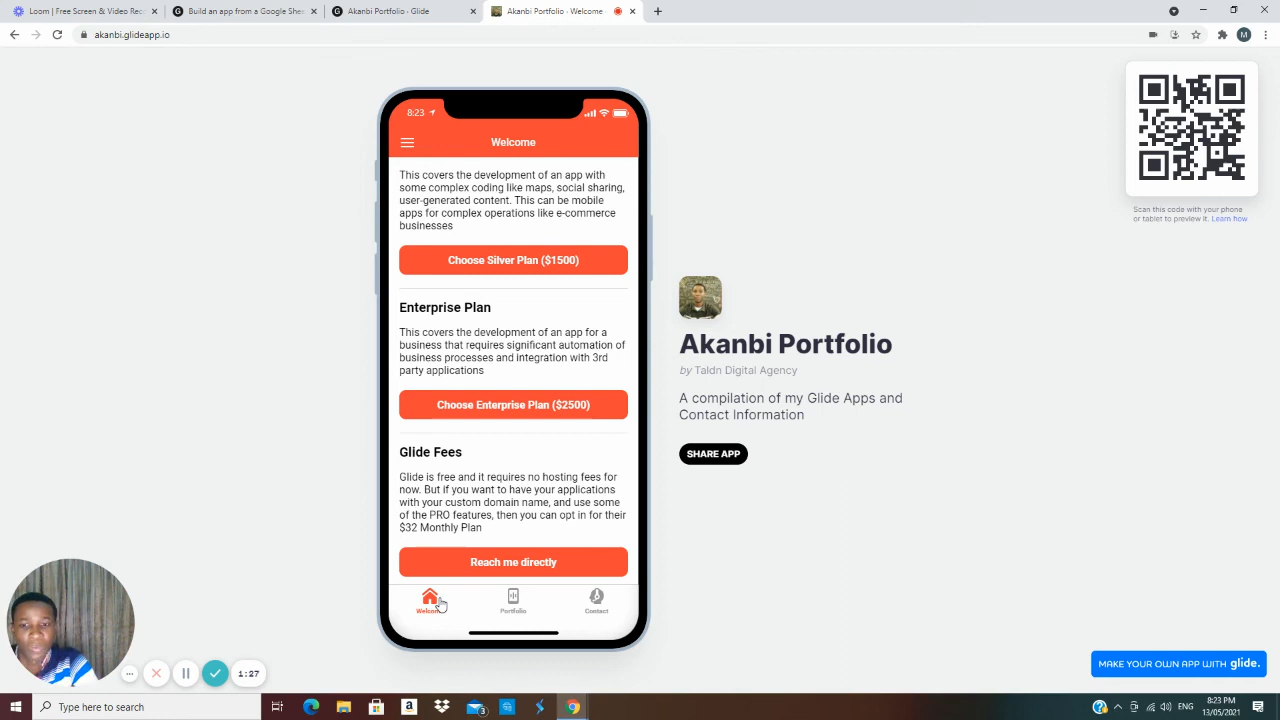 Loom | Free Screen & Video Rec
Build an app from a Google Shee
Akanbi Portfolio - Glide
Akanbi Portfolio - Welcome
akanbi.glideapp.io
M
8:23
Welcome
This covers the development of an app with
some complex coding like maps, social sharing,
user-generated content. This can be mobile
apps for complex operations like e-commerce
businesses
Choose Silver Plan ($1500)
Enterprise Plan
This covers the development of an app for a
business that requires significant automation of
business processes and integration with 3rd
party applications
Choose Enterprise Plan ($2500)
Glide Fees
Glide is free and it requires no hosting fees for
now. But if you want to have your applications
with your custom domain name, and use some
of the PRO features, then you can opt in for their
$32 Monthly Plan
Reach me directly
Welcome
Portfolio
Contact
Scan this code with your phone
or tablet to preview it. Learn how
Akanbi Portfolio
by Taldn Digital Agency
A compilation of my Glide Apps and
Contact Information
SHARE APP
1:27
MAKE YOUR OWN APP WITH glide.
Type here to search
3
ENG
8:23 PM
13/05/2021